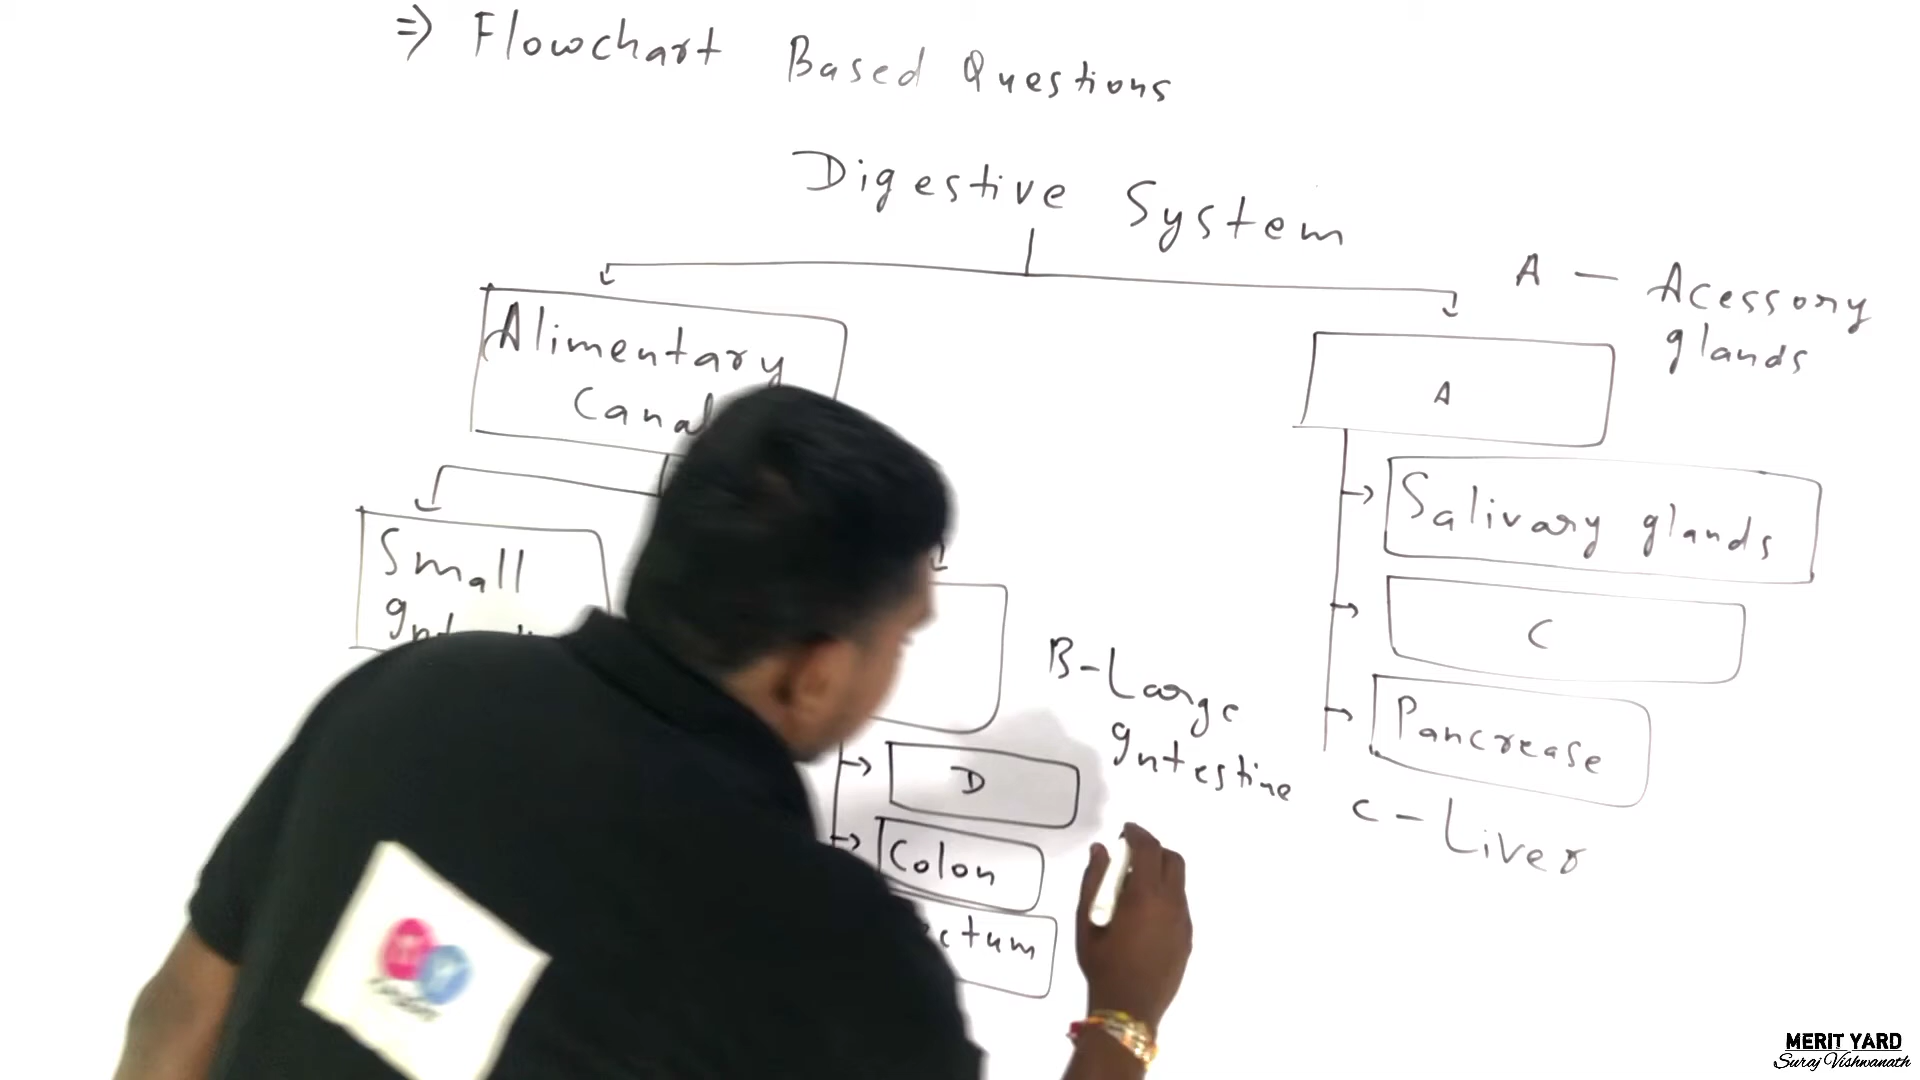 ⇒ Flowchart Based Questions
Digestive System
A — Acessory
glands
Alimentary
Canal
A
Salivary glands
Small
C
B-Large
Intestine
Pancrease
D
C - Liver
Colon
ctum
MERIT YARD
Suraj Vishwanath